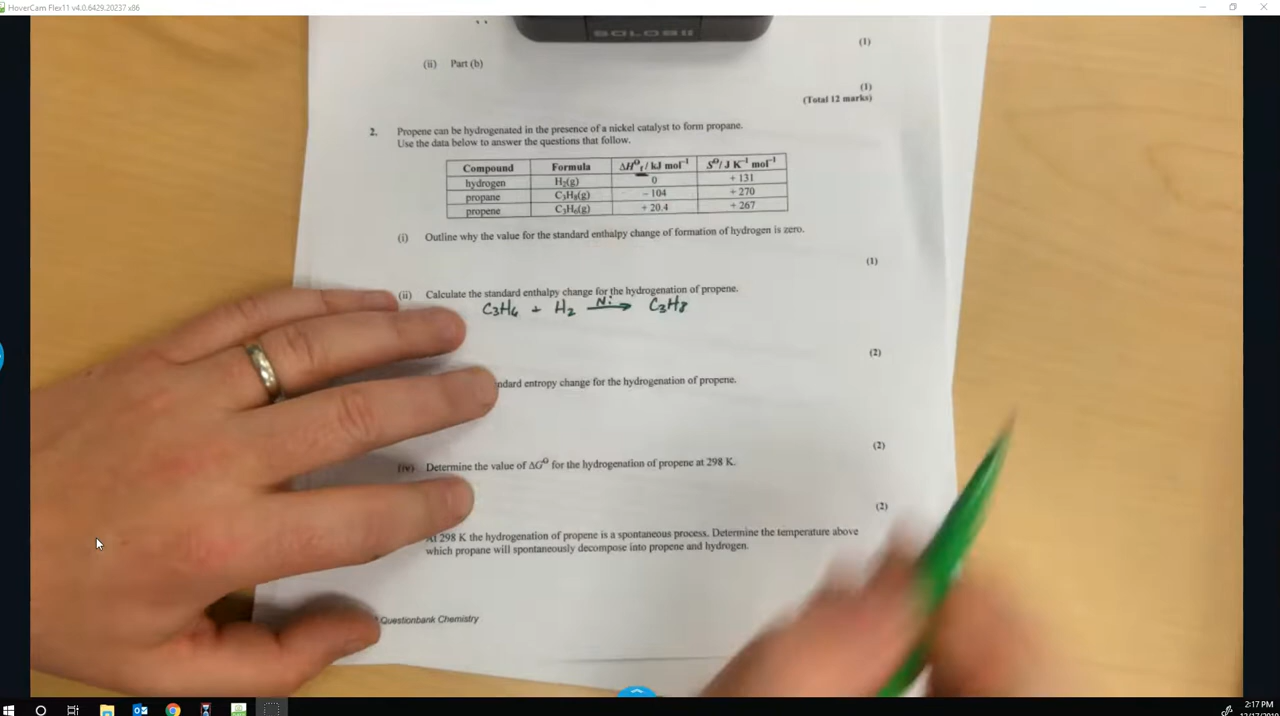 HoverCam Flex11 v4.0.6429.20237 x86
SOLO8
(1)
(ii) Part (b)
(1)
(Total 12 marks)
2. Propene can be hydrogenated in the presence of a nickel catalyst to form propane.
Use the data below to answer the questions that follow.
Compound Formula ΔH⊖f / kJ mol⁻¹ S⊖/ J K⁻¹ mol⁻¹
hydrogen H₂(g) 0 + 131
propane C₃H₈(g) – 104 + 270
propene C₃H₆(g) + 20.4 + 267
(i) Outline why the value for the standard enthalpy change of formation of hydrogen is zero.
(1)
(ii) Calculate the standard enthalpy change for the hydrogenation of propene.
C₃H₆ + H₂ Ni → C₃H₈
(2)
ndard entropy change for the hydrogenation of propene.
(2)
(iv) Determine the value of ΔG⊖ for the hydrogenation of propene at 298 K.
(2)
At 298 K the hydrogenation of propene is a spontaneous process. Determine the temperature above
which propane will spontaneously decompose into propene and hydrogen.
Questionbank Chemistry
2:17 PM